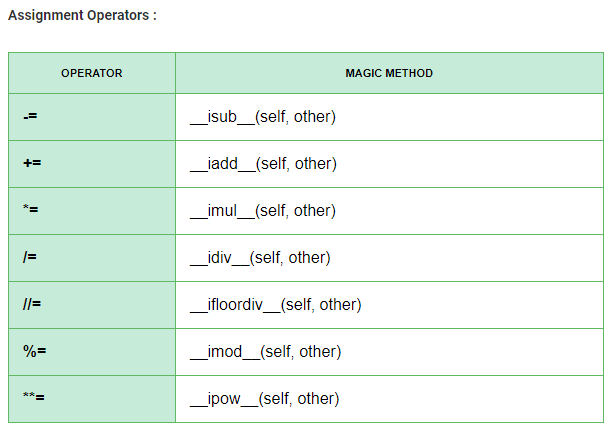 Assignment Operators :
OPERATOR MAGIC METHOD
-= __isub__(self, other)
+= __iadd__(self, other)
*= __imul__(self, other)
/= __idiv__(self, other)
//= __ifloordiv__(self, other)
%= __imod__(self, other)
**= __ipow__(self, other)